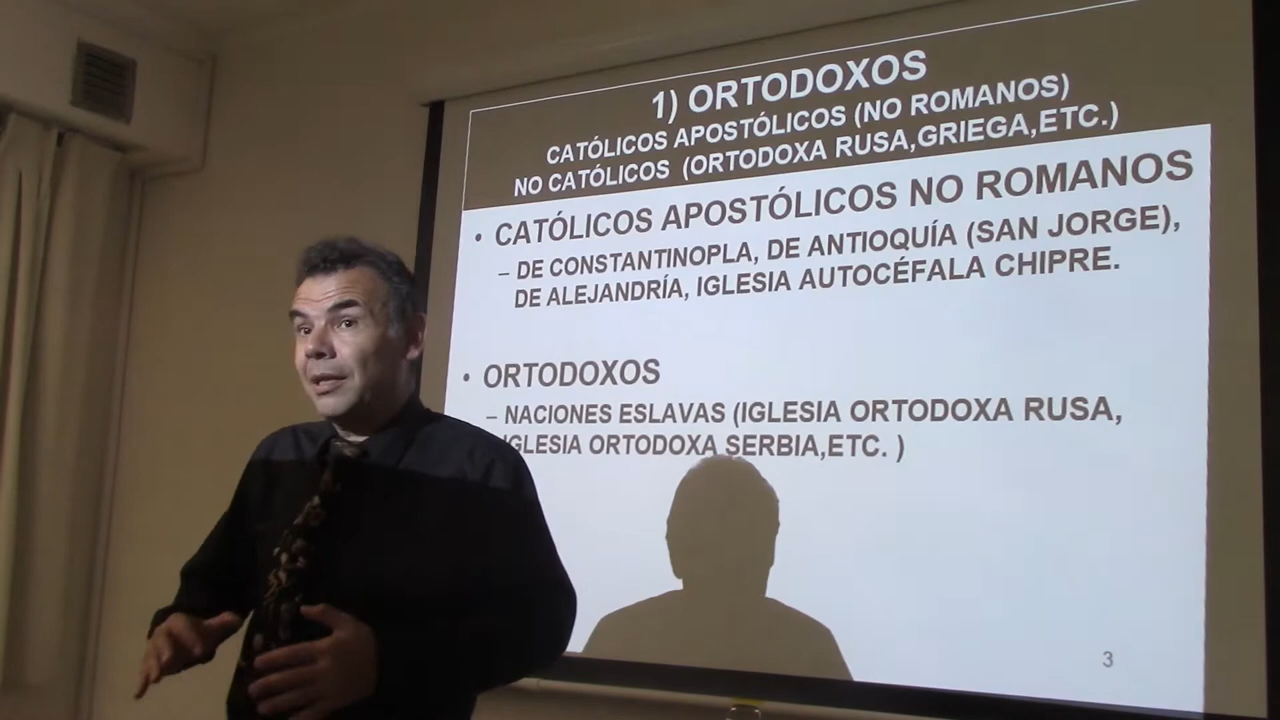 1) ORTODOXOS
CATÓLICOS APOSTÓLICOS (NO ROMANOS)
NO CATÓLICOS (ORTODOXA RUSA,GRIEGA,ETC.)
• CATÓLICOS APOSTÓLICOS NO ROMANOS
– DE CONSTANTINOPLA, DE ANTIOQUÍA (SAN JORGE),
DE ALEJANDRÍA, IGLESIA AUTOCÉFALA CHIPRE.
• ORTODOXOS
– NACIONES ESLAVAS (IGLESIA ORTODOXA RUSA,
IGLESIA ORTODOXA SERBIA,ETC. )
3